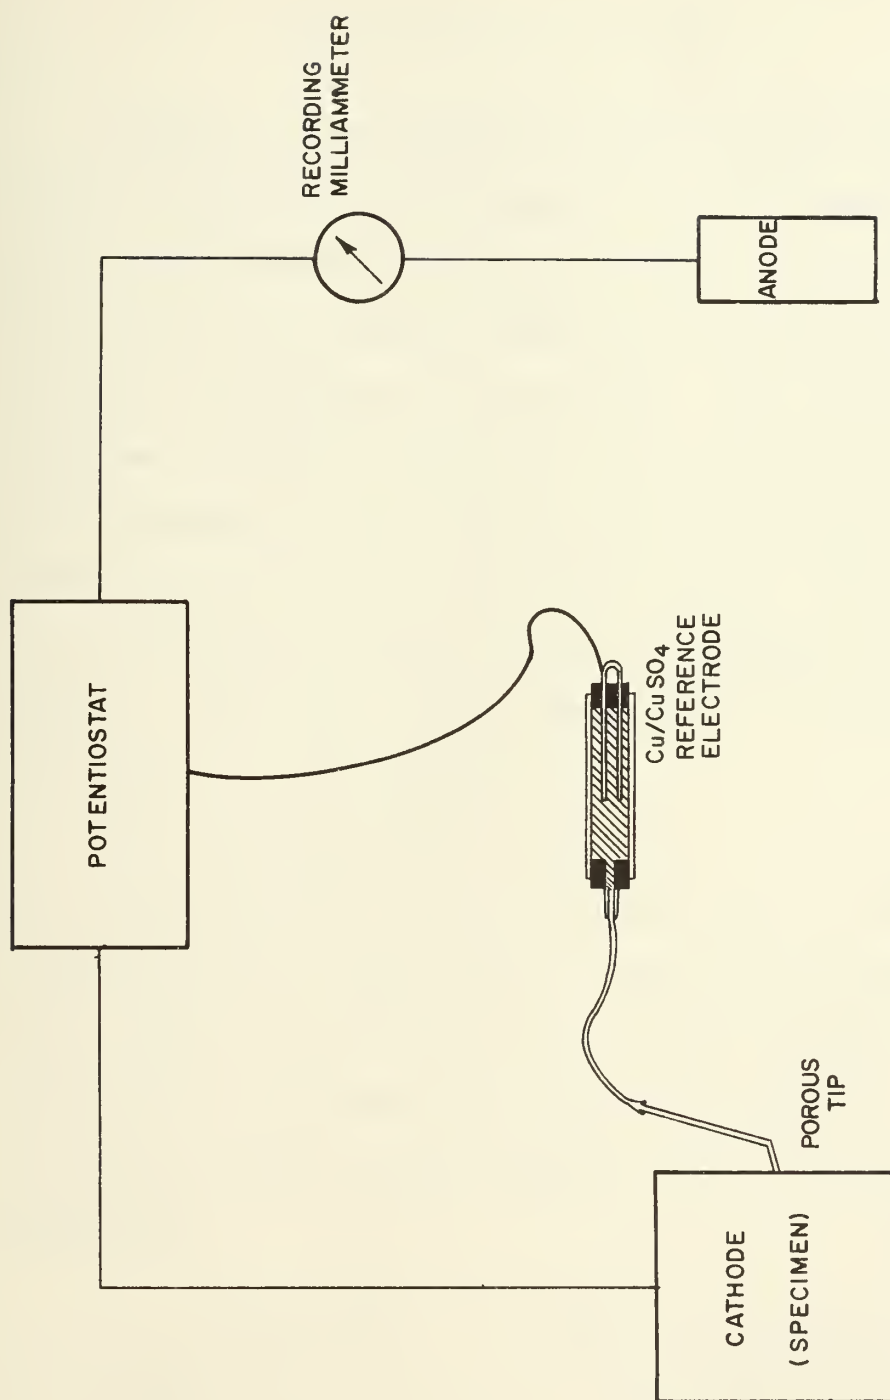 POTENTIOSTAT
RECORDING
MILLIAMMETER
Cu/CuSO₄
REFERENCE
ELECTRODE
POROUS
TIP
CATHODE
(SPECIMEN)
ANODE